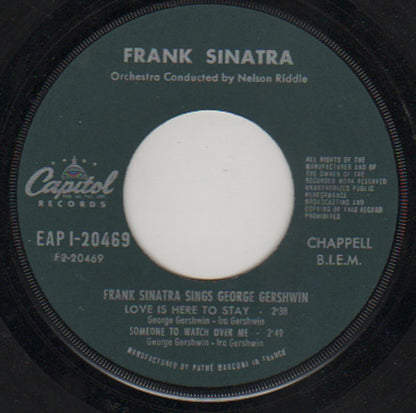 FRANK SINATRA
Orchestra Conducted by Nelson Riddle
Capitol
RECORDS
ALL RIGHTS OF THE
MANUFACTURER AND OF
THE OWNER OF THE
RECORDED WORK RESERVED
UNAUTHORIZED PUBLIC
PERFORMANCE
BROADCASTING AND
COPYING OF THIS RECORD
PROHIBITED
EAP 1-20469
F2-20469
CHAPPELL
B.I.E.M.
FRANK SINATRA SINGS GEORGE GERSHWIN
LOVE IS HERE TO STAY - 2:38
George Gershwin - Ira Gershwin
SOMEONE TO WATCH OVER ME - 2:49
George Gershwin - Ira Gershwin
MANUFACTURED BY PATHÉ MARCONI IN FRANCE